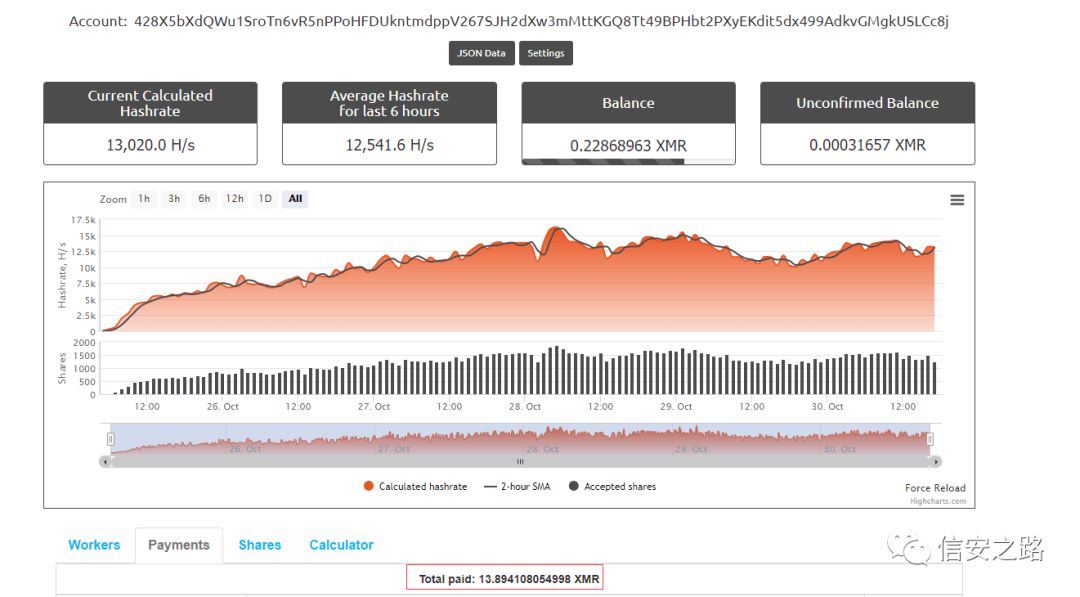 Account: 428X5bXdQWu1SroTn6vR5nPPoHFDUkntmdppV267SJH2dXw3mMttKGQ8Tt49BPHbt2PXyEKdit5dx499AdkvGMgkUSLCc8j
JSON Data Settings
Current Calculated
Hashrate
13,020.0 H/s
Average Hashrate
for last 6 hours
12,541.6 H/s
Balance
0.22868963 XMR
Unconfirmed Balance
0.00031657 XMR
Zoom 1h 3h 6h 12h 1D All
Hashrate, H/s
17.5k
15k
12.5k
10k
7.5k
5k
2.5k
0
Shares
2000
1500
1000
500
0
12:00 26. Oct 12:00 27. Oct 12:00 28. Oct 12:00 29. Oct 12:00 30. Oct 12:00
26. Oct 27. Oct 28. Oct 29. Oct 30. Oct
Calculated hashrate 2-hour SMA Accepted shares
Force Reload
Highcharts.com
Workers Payments Shares Calculator
信安之路
Total paid: 13.894108054998 XMR